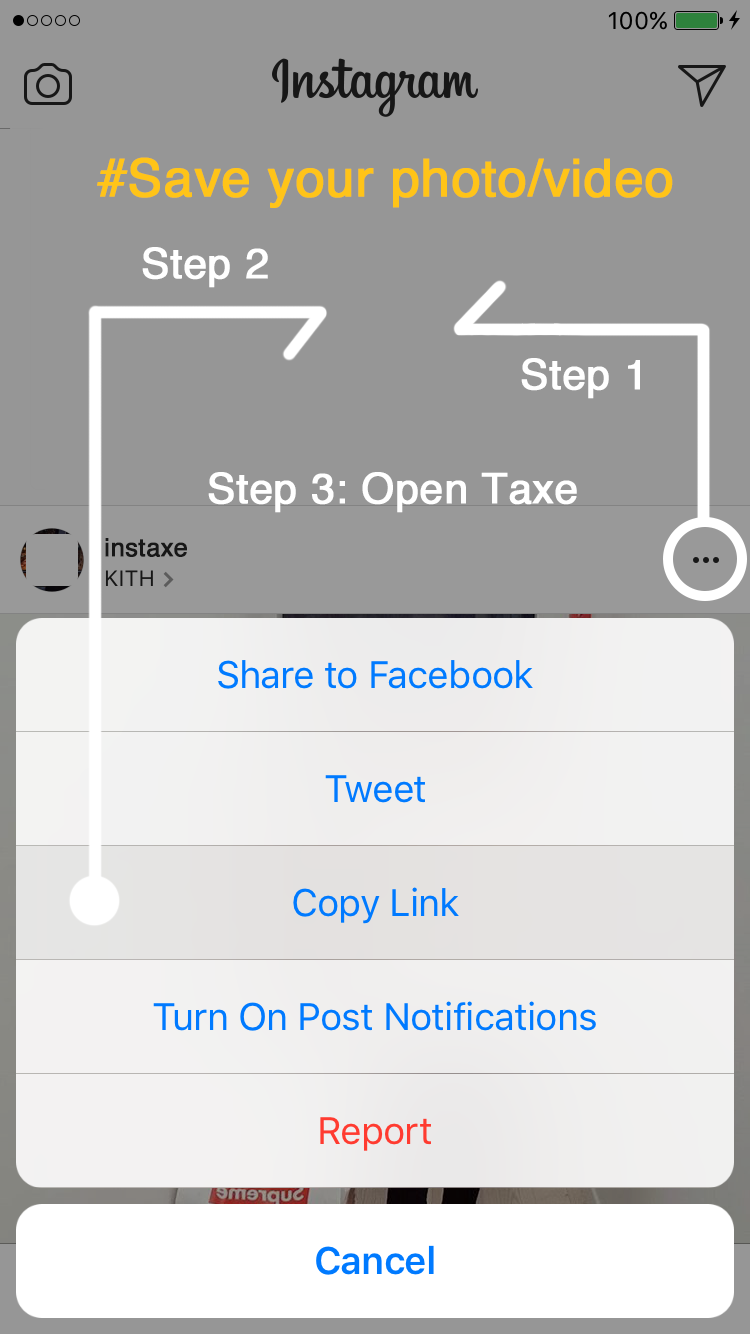 100%
Instagram
#Save your photo/video
Step 2
Step 1
Step 3: Open Taxe
instaxe
KITH >
Share to Facebook
Tweet
Copy Link
Turn On Post Notifications
Report
Supreme
Cancel